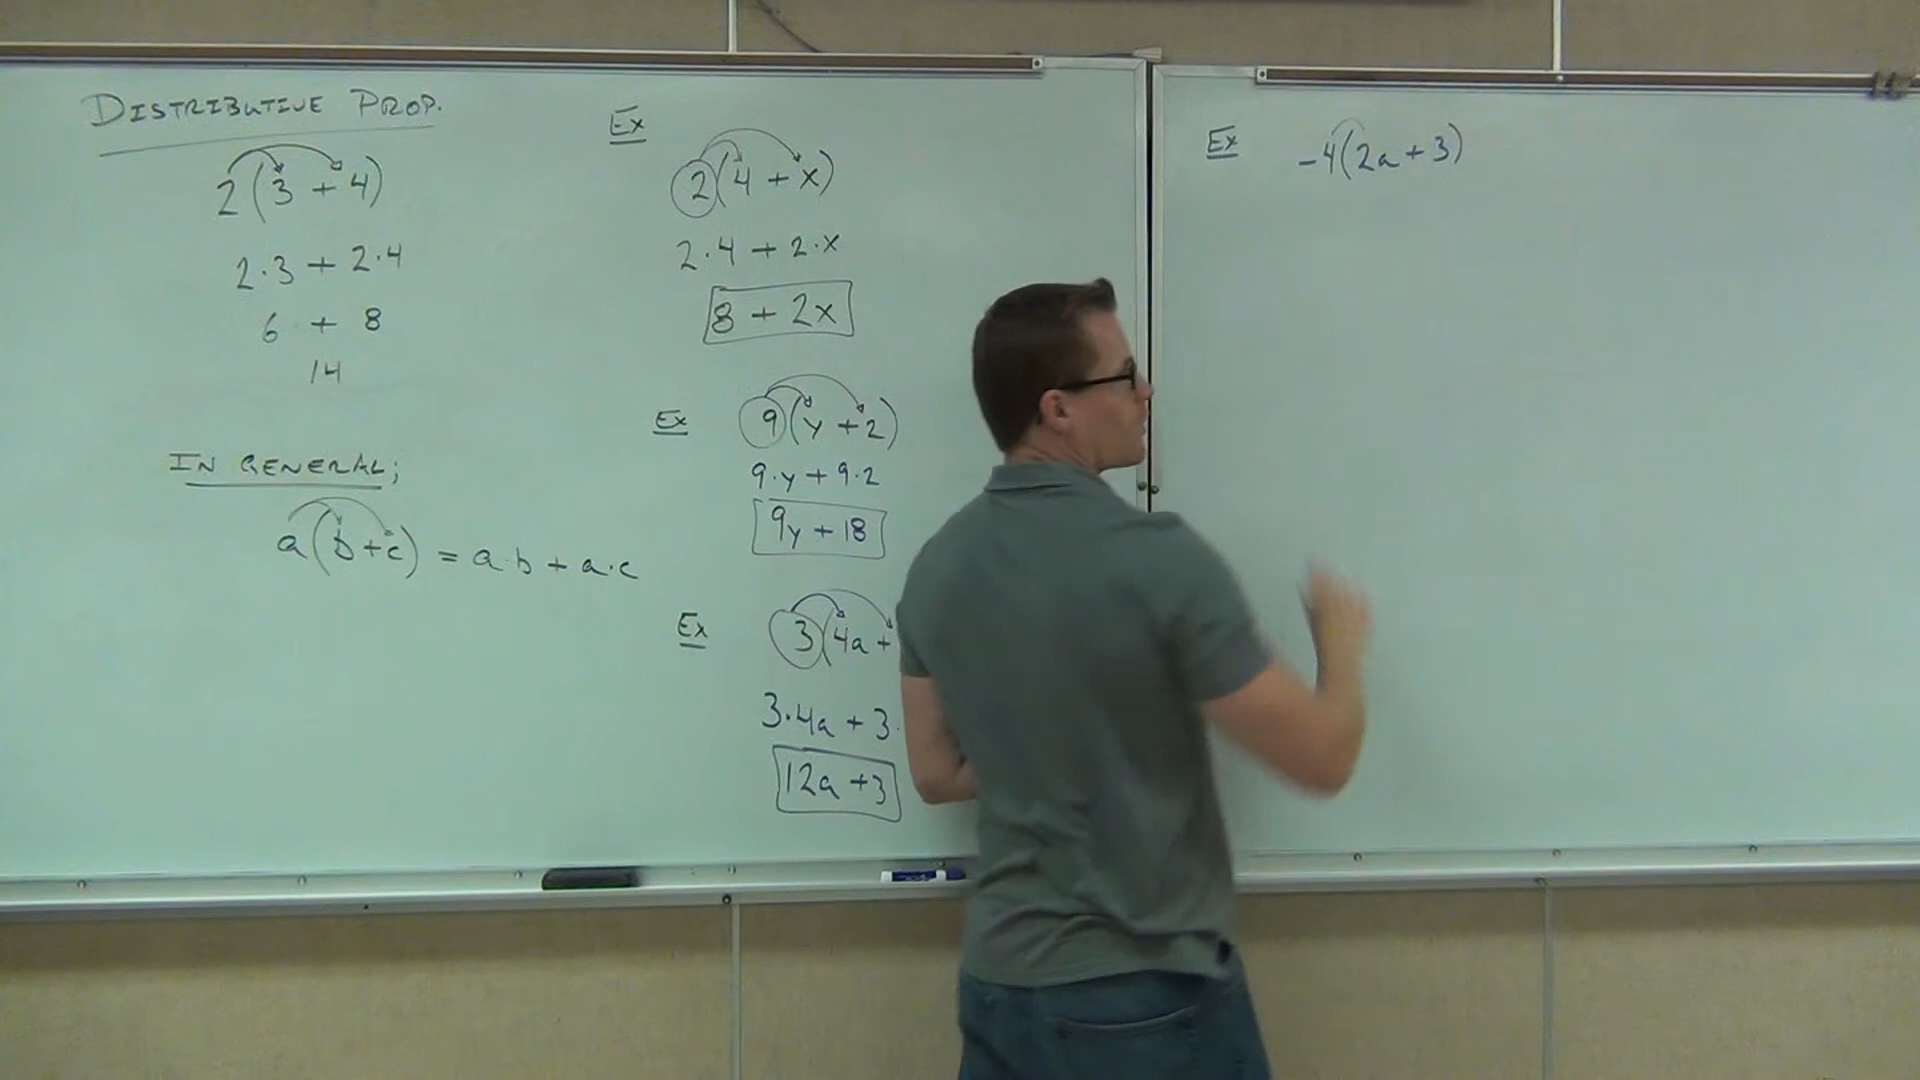 DISTRIBUTIVE PROP.
2(3 + 4)
2·3 + 2·4
6 + 8
14
IN GENERAL;
a(b+c) = a·b + a·c
Ex
2(4 + x)
2·4 + 2·x
8 + 2x
Ex
9(y + 2)
9·y + 9·2
9y + 18
Ex
3(4a +
3·4a + 3·
12a + 3
Ex
-4(2a + 3)